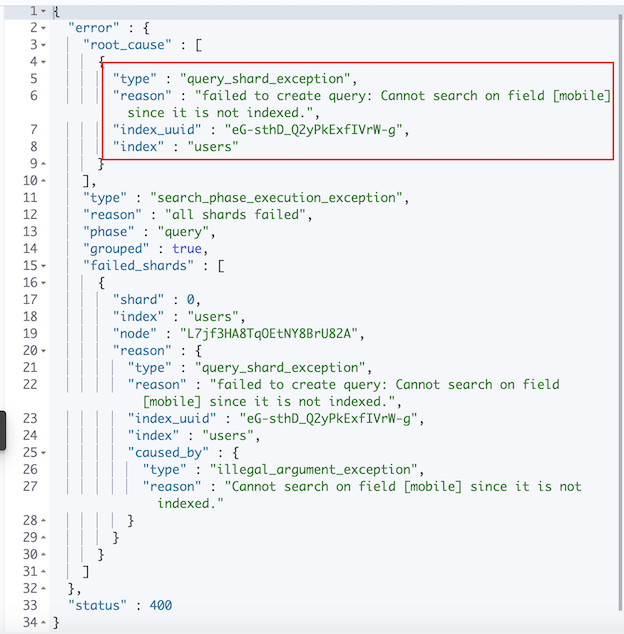 1 {
2 "error" : {
3 "root_cause" : [
4 {
5 "type" : "query_shard_exception",
6 "reason" : "failed to create query: Cannot search on field [mobile]
since it is not indexed.",
7 "index_uuid" : "eG-sthD_Q2yPkExfIVrW-g",
8 "index" : "users"
9 }
10 ],
11 "type" : "search_phase_execution_exception",
12 "reason" : "all shards failed",
13 "phase" : "query",
14 "grouped" : true,
15 "failed_shards" : [
16 {
17 "shard" : 0,
18 "index" : "users",
19 "node" : "L7jf3HA8TqOEtNY8BrU82A",
20 "reason" : {
21 "type" : "query_shard_exception",
22 "reason" : "failed to create query: Cannot search on field
[mobile] since it is not indexed.",
23 "index_uuid" : "eG-sthD_Q2yPkExfIVrW-g",
24 "index" : "users",
25 "caused_by" : {
26 "type" : "illegal_argument_exception",
27 "reason" : "Cannot search on field [mobile] since it is not
indexed."
28 }
29 }
30 }
31 ]
32 },
33 "status" : 400
34 }